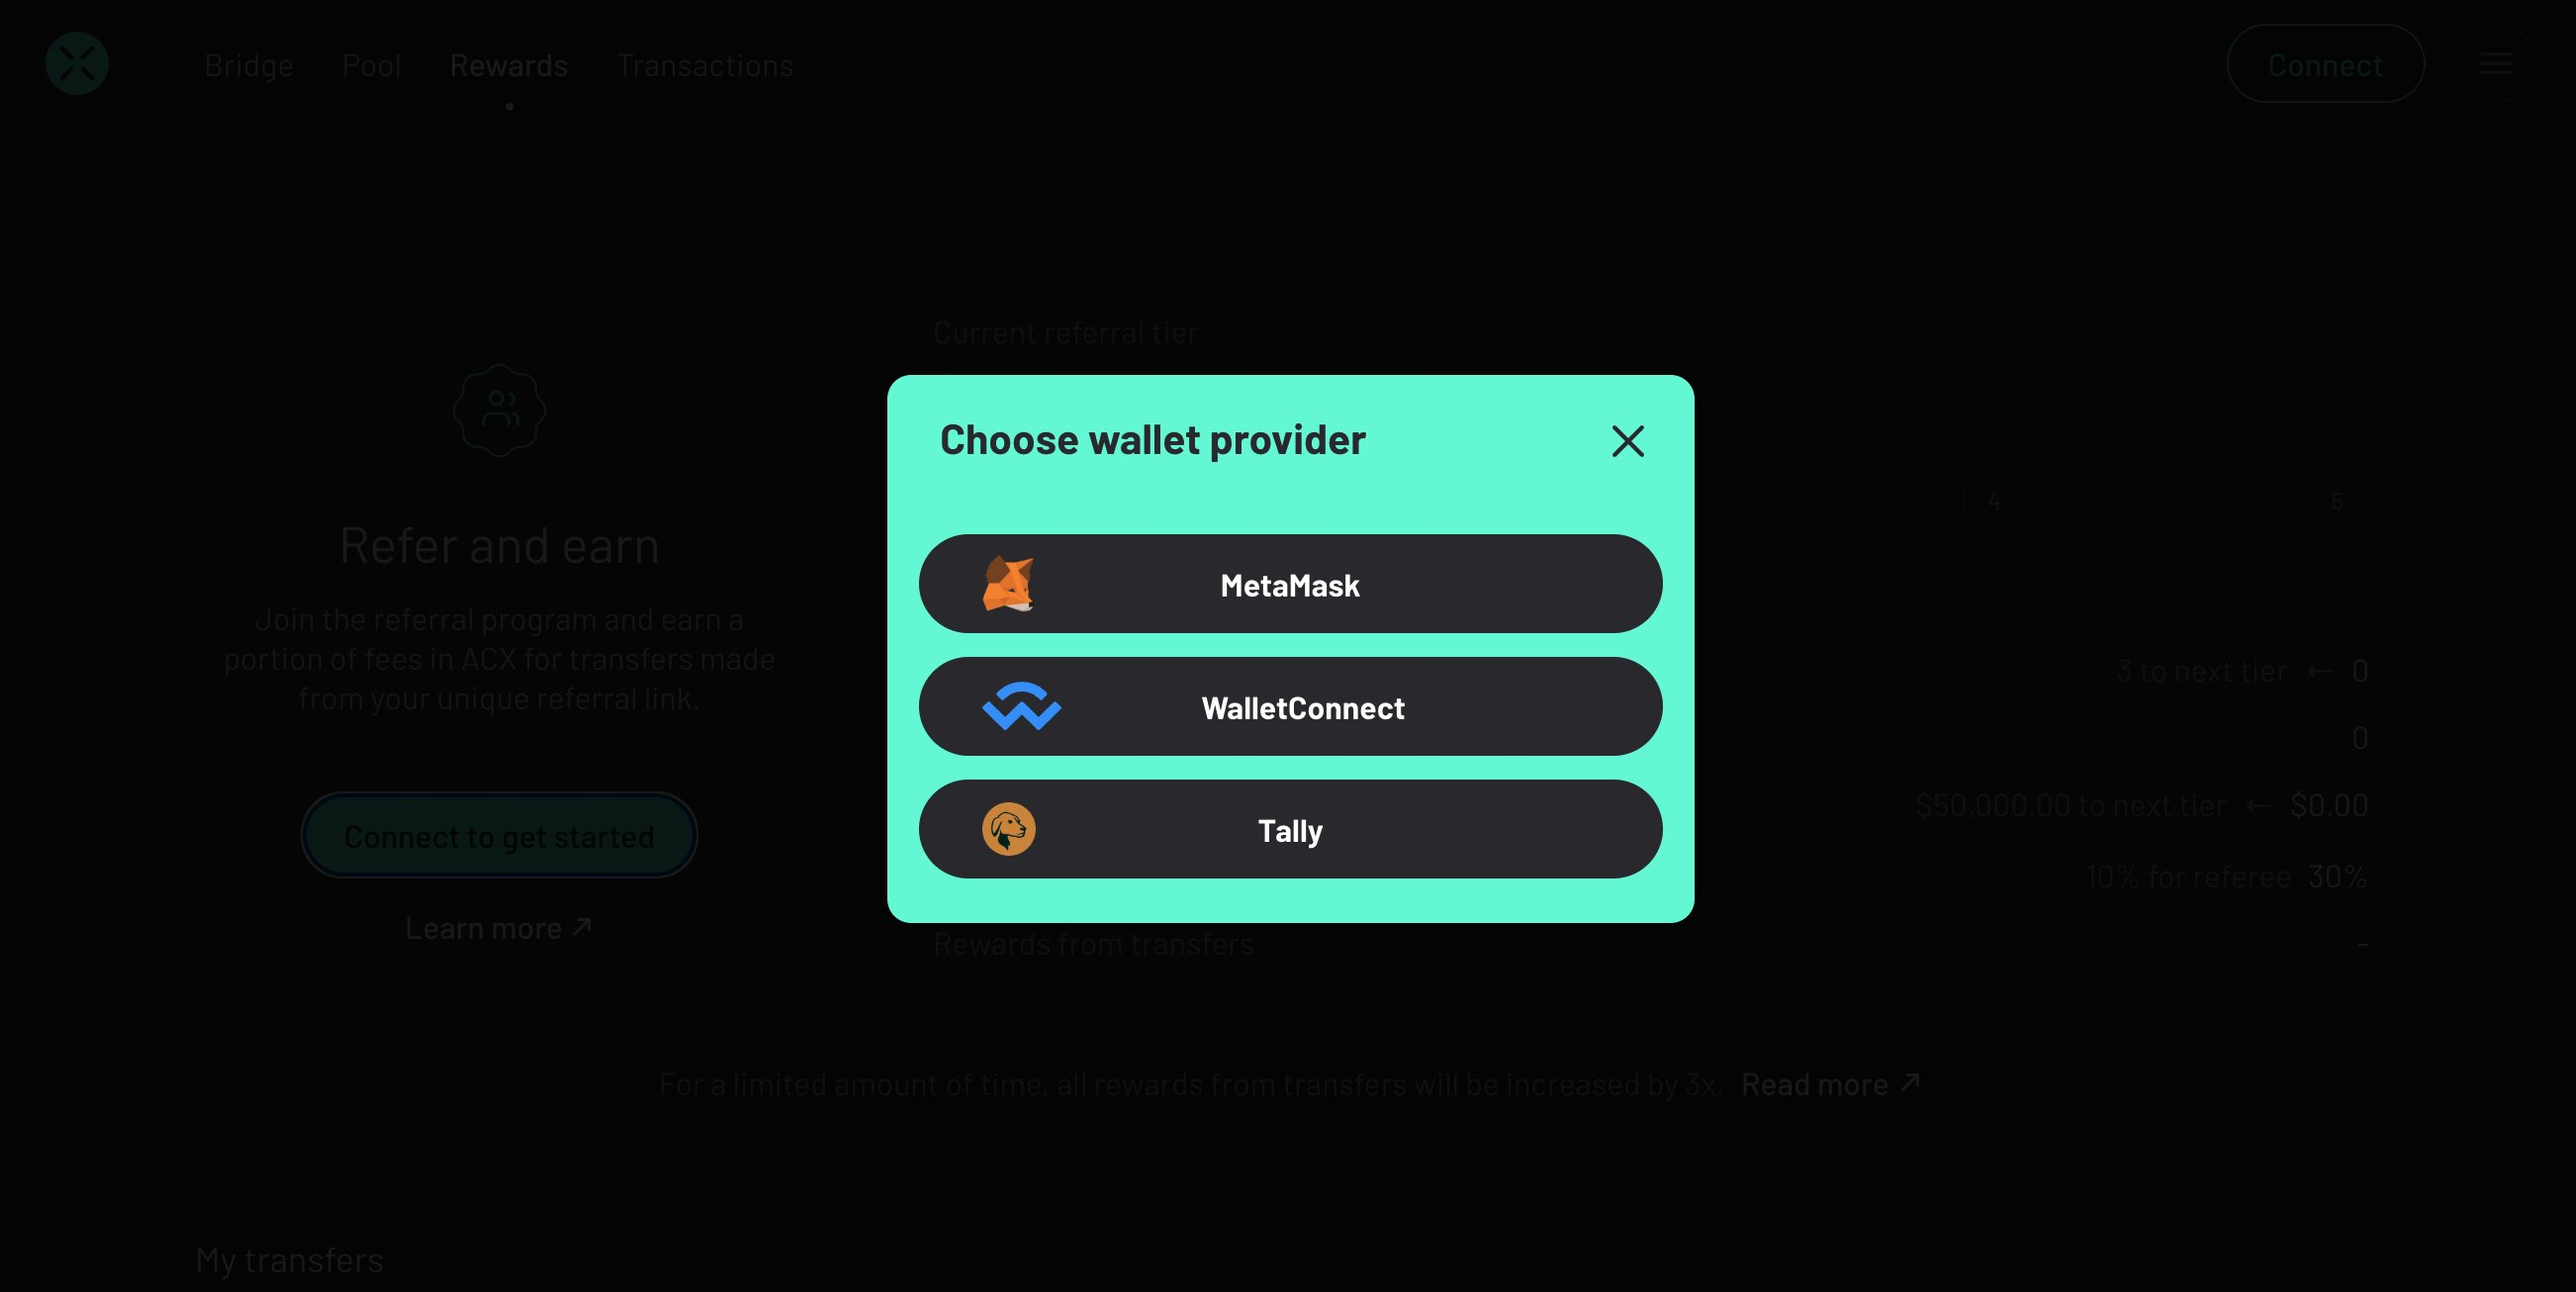 Bridge Pool Rewards Transactions Connect
Refer and earn
Join the referral program and earn a
portion of fees in ACX for transfers made
from your unique referral link.
Connect to get started
Learn more ↗
Current referral tier
4 5
3 to next tier ← 0
0
$50,000.00 to next tier ← $0.00
10% for referee 30%
Rewards from transfers -
Choose wallet provider
MetaMask
WalletConnect
Tally
For a limited amount of time, all rewards from transfers will be increased by 3x. Read more ↗
My transfers